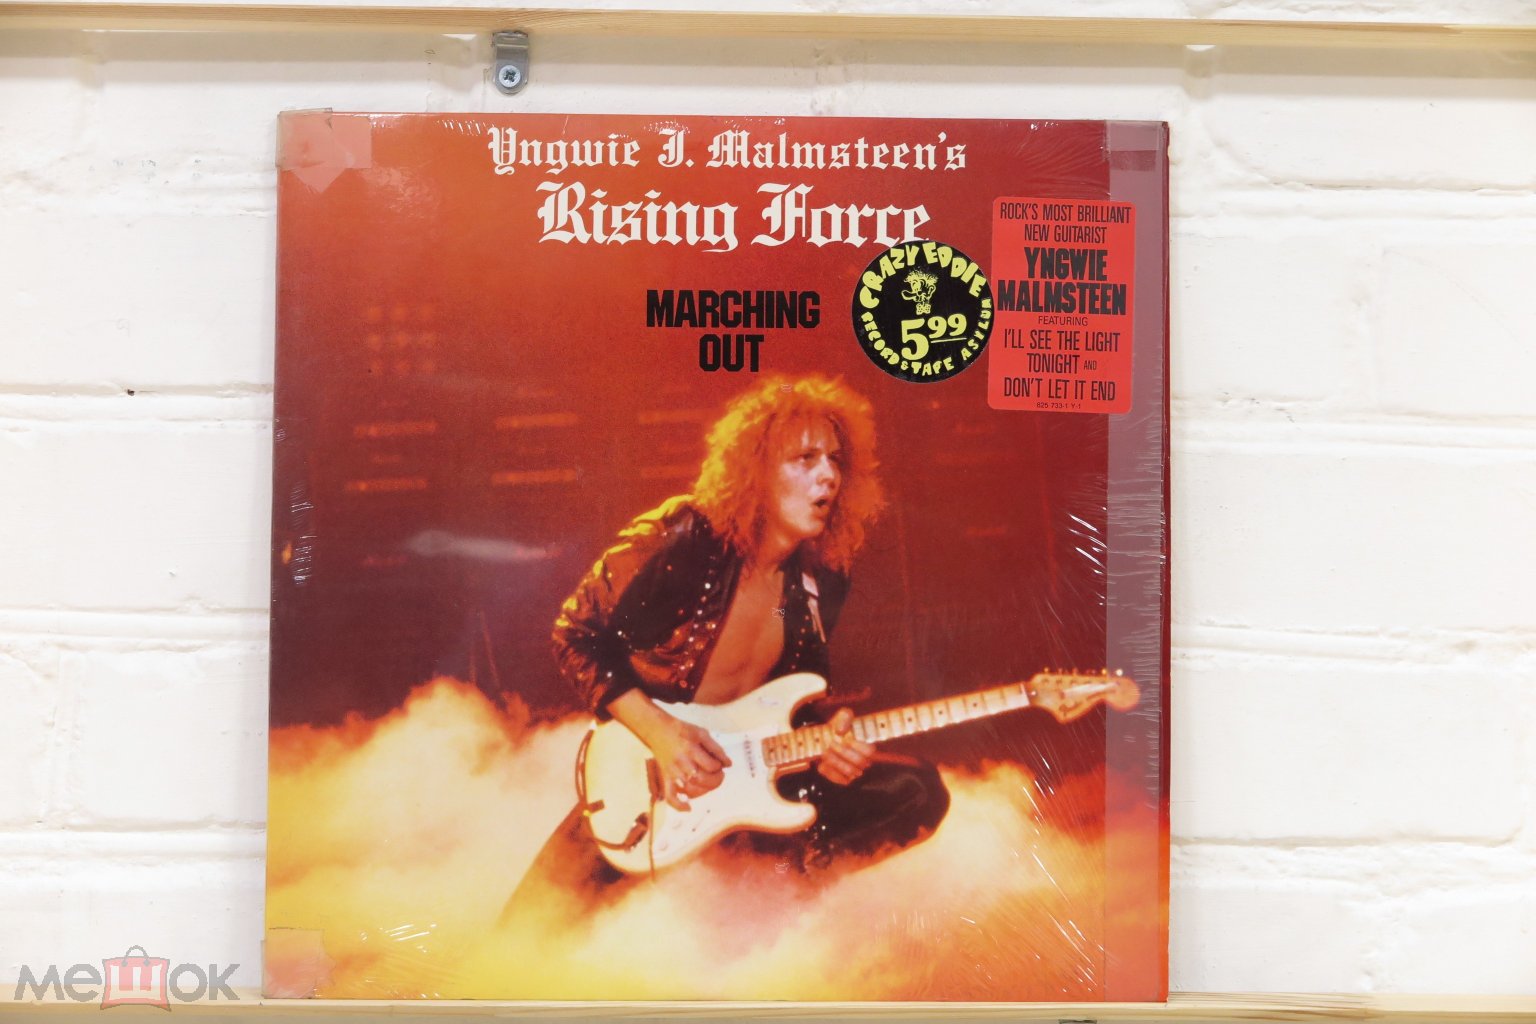 Yngwie J. Malmsteen's
Rising Force
MARCHING
OUT
CRAZY EDDIE
5.99
RECORD & TAPE ASYLUM
ROCK'S MOST BRILLIANT
NEW GUITARIST
YNGWIE
MALMSTEEN
FEATURING
I'LL SEE THE LIGHT
TONIGHT AND
DON'T LET IT END
825 733-1 Y-1
мешок